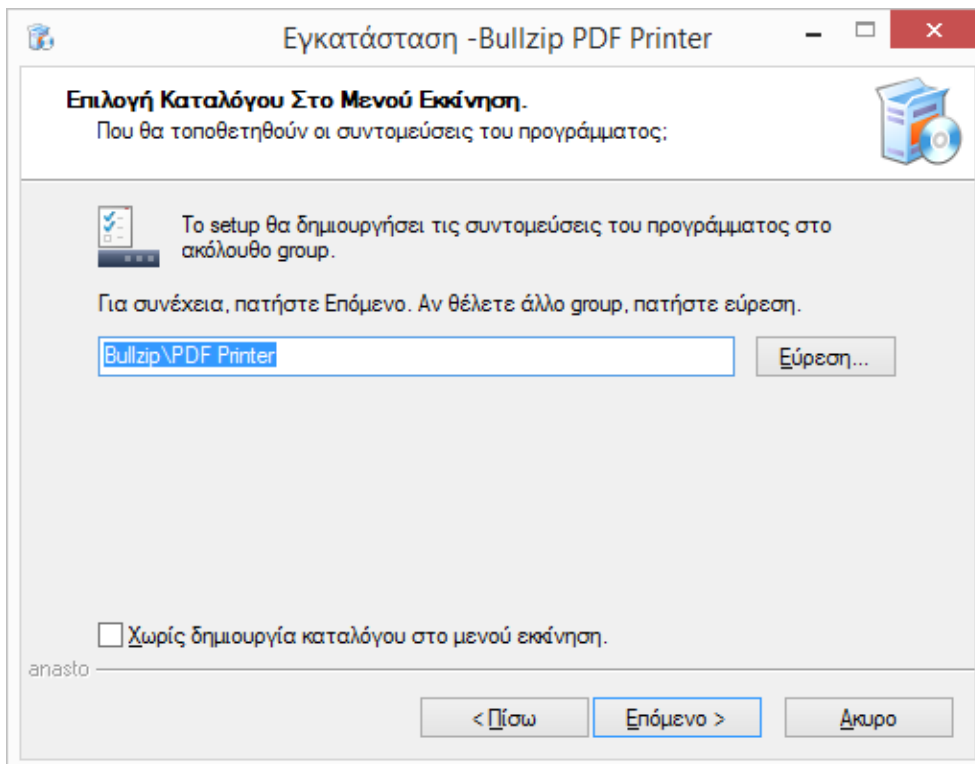 Εγκατάσταση -Bullzip PDF Printer
Επιλογή Καταλόγου Στο Μενού Εκκίνηση.
Που θα τοποθετηθούν οι συντομεύσεις του προγράμματος;
Το setup θα δημιουργήσει τις συντομεύσεις του προγράμματος στο
ακόλουθο group.
Για συνέχεια, πατήστε Επόμενο. Αν θέλετε άλλο group, πατήστε εύρεση.
Bullzip\PDF Printer
Εύρεση...
Χωρίς δημιουργία καταλόγου στο μενού εκκίνηση.
anasto
< Πίσω
Επόμενο >
Ακυρο